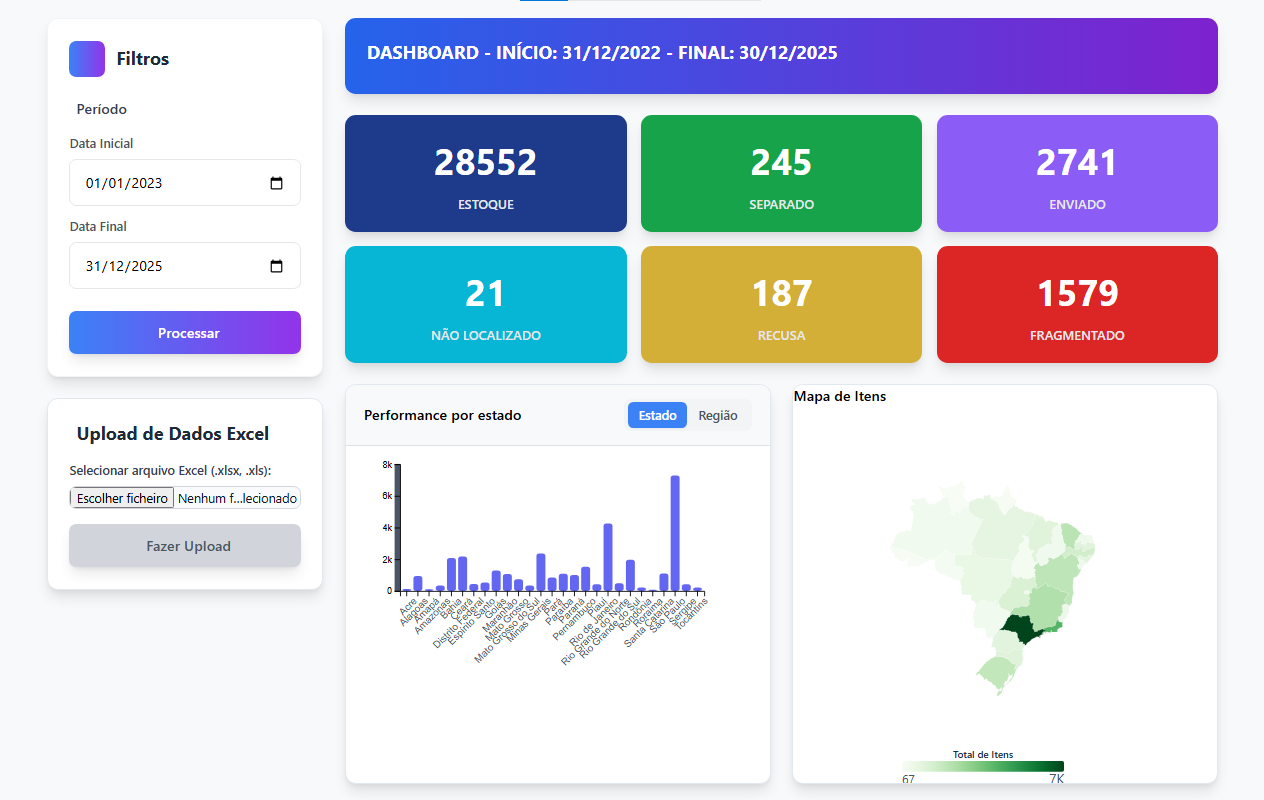 Filtros
Período
Data Inicial
01/01/2023
Data Final
31/12/2025
Processar
Upload de Dados Excel
Selecionar arquivo Excel (.xlsx, .xls):
Escolher ficheiro Nenhum f...lecionado
Fazer Upload
DASHBOARD - INÍCIO: 31/12/2022 - FINAL: 30/12/2025
28552
ESTOQUE
245
SEPARADO
2741
ENVIADO
21
NÃO LOCALIZADO
187
RECUSA
1579
FRAGMENTADO
Performance por estado
Estado
Região
8k
6k
4k
2k
0
Acre
Alagoas
Amapá
Amazonas
Bahia
Ceará
Distrito Federal
Espírito Santo
Goiás
Maranhão
Mato Grosso
Mato Grosso do Sul
Minas Gerais
Pará
Paraíba
Paraná
Pernambuco
Piauí
Rio de Janeiro
Rio Grande do Norte
Rio Grande do Sul
Rondônia
Roraima
Santa Catarina
São Paulo
Sergipe
Tocantins
Mapa de Itens
Total de Itens
67
7K